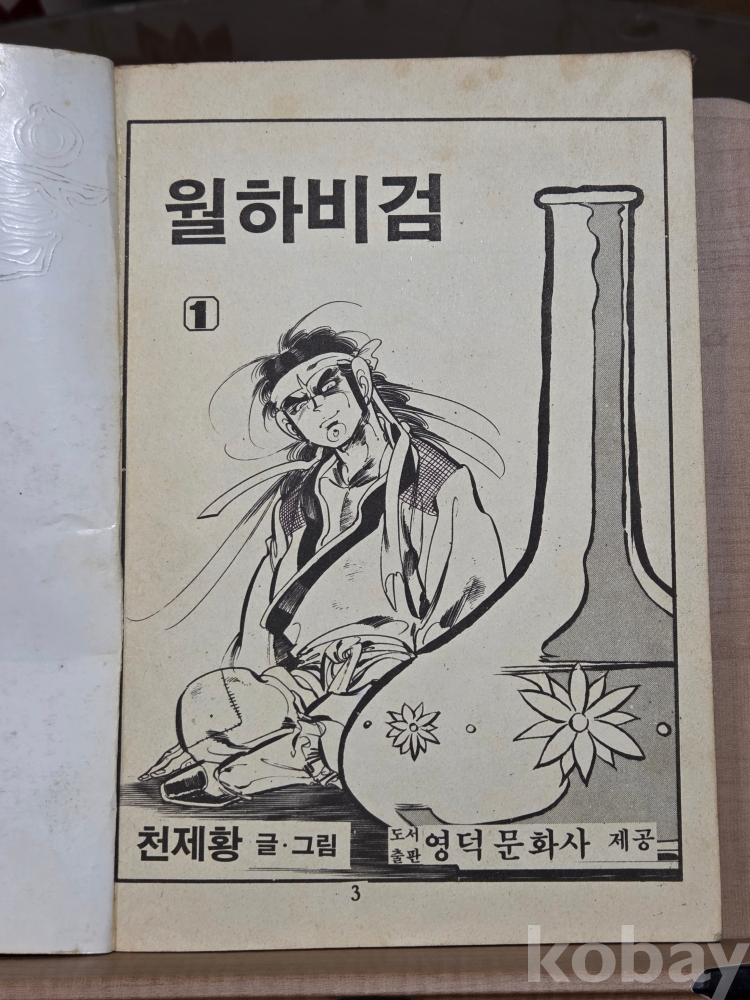 월하비검
1
천제황 글·그림
도서출판 영덕문화사 제공
3
kobay